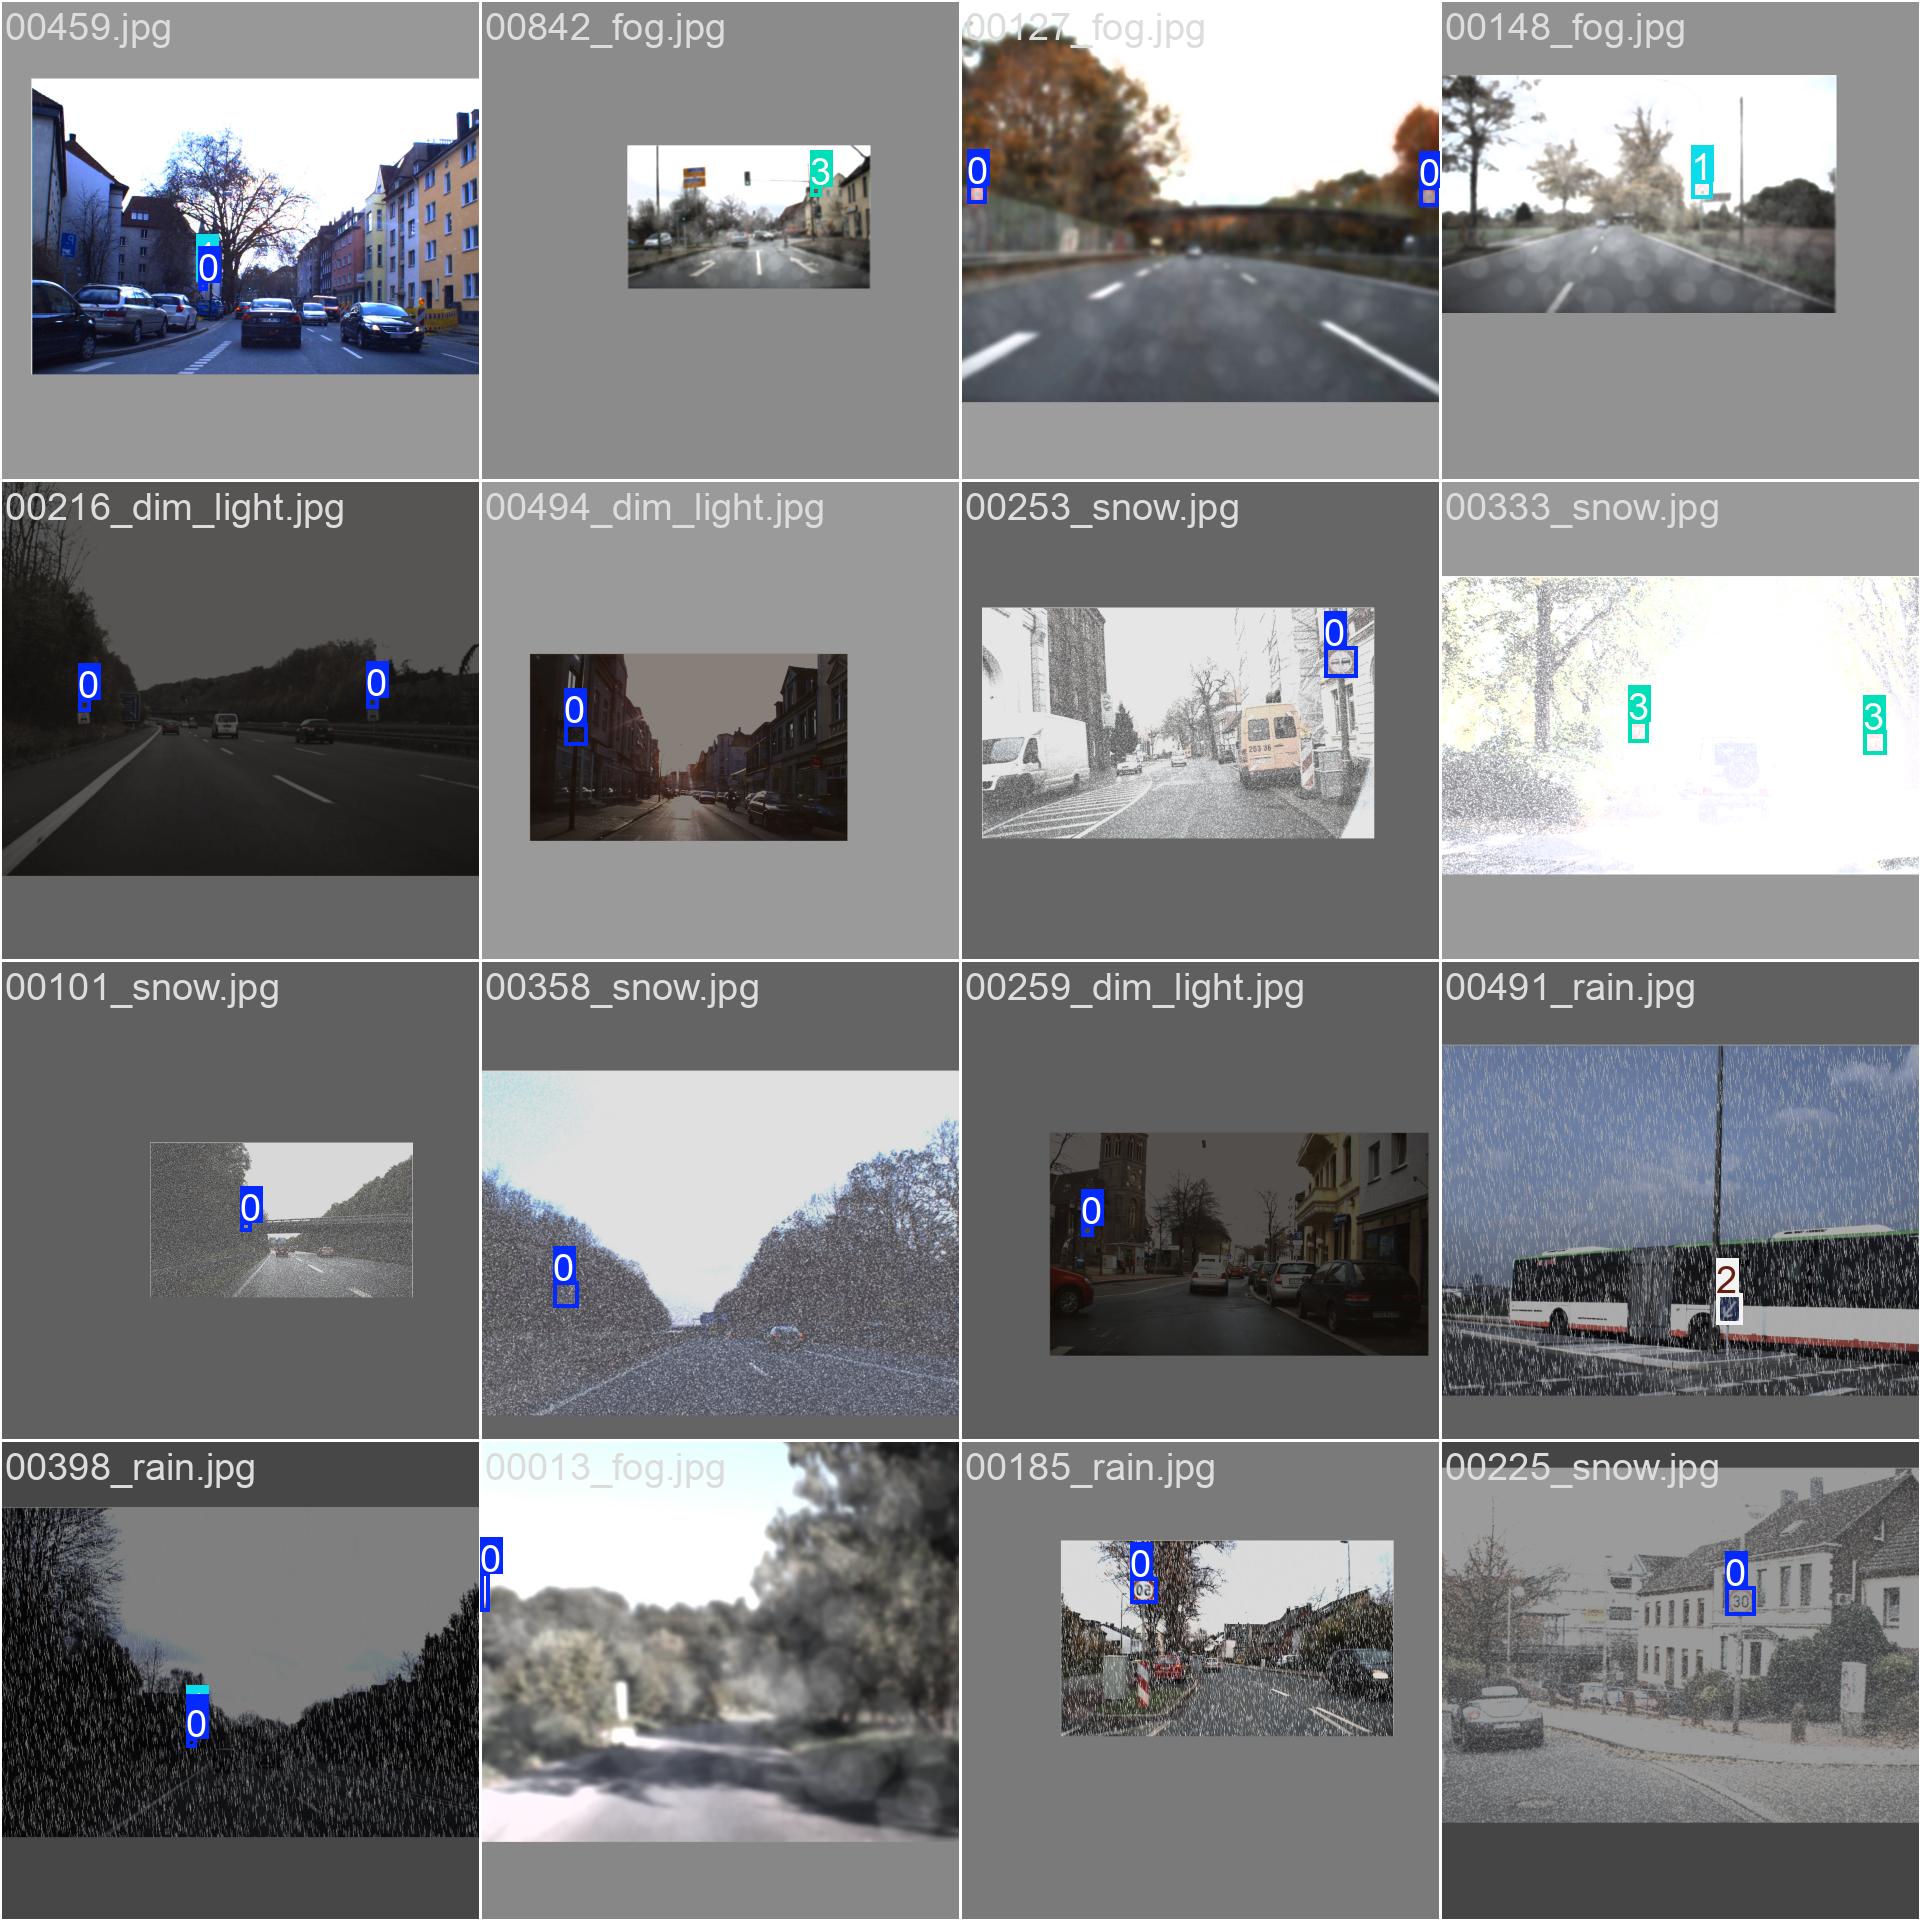 00459.jpg
00842_fog.jpg
00127_fog.jpg
00148_fog.jpg
0
3
0
0
1
00216_dim_light.jpg
00494_dim_light.jpg
00253_snow.jpg
00333_snow.jpg
0
0
0
0
3
3
00101_snow.jpg
00358_snow.jpg
00259_dim_light.jpg
00491_rain.jpg
0
0
0
2
00398_rain.jpg
00013_fog.jpg
00185_rain.jpg
00225_snow.jpg
0
0
0
0
30